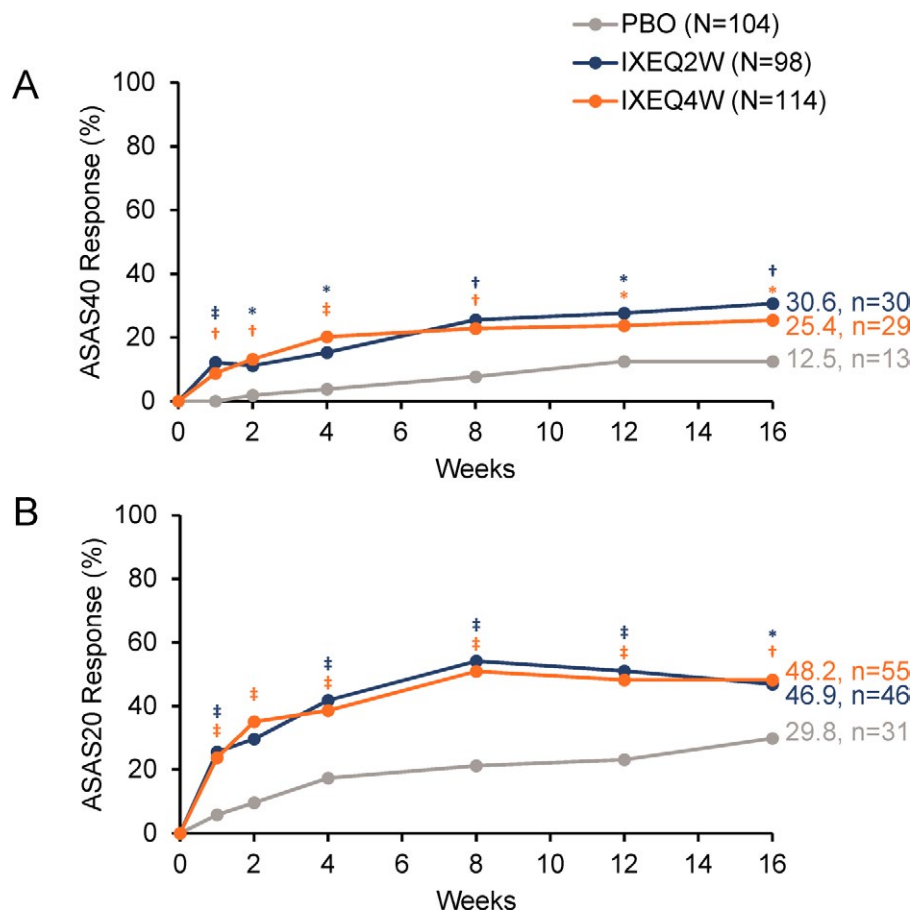 PBO (N=104)
IXEQ2W (N=98)
IXEQ4W (N=114)
A
ASAS40 Response (%)
100
80
60
40
20
0
‡ * * † * †
† † ‡ † * *
30.6, n=30
25.4, n=29
12.5, n=13
0 2 4 6 8 10 12 14 16
Weeks
B
ASAS20 Response (%)
100
80
60
40
20
0
‡ ‡ ‡ ‡ *
‡ ‡ ‡ ‡ ‡ †
48.2, n=55
46.9, n=46
29.8, n=31
0 2 4 6 8 10 12 14 16
Weeks